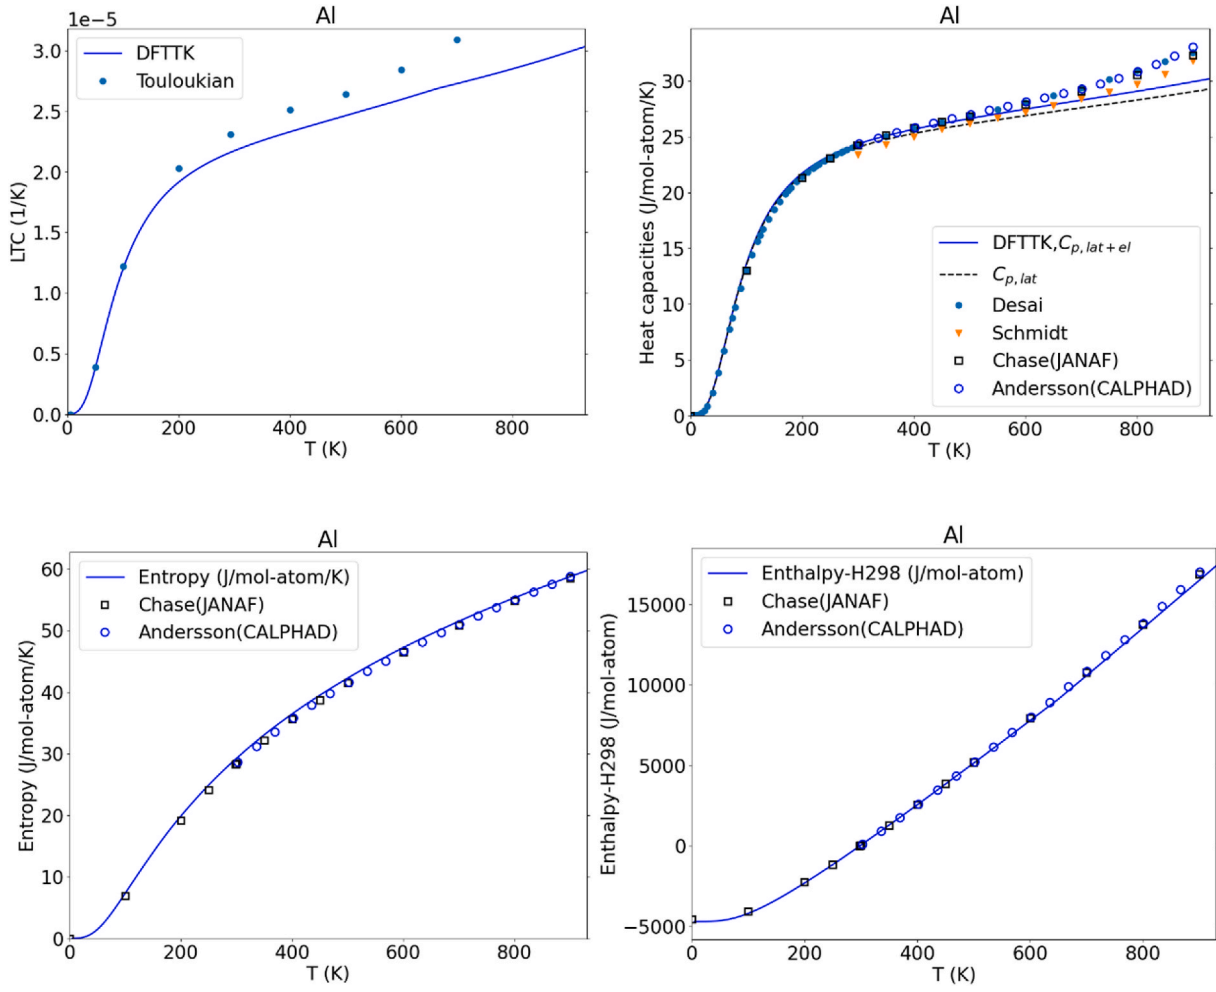 Al
1e−5
3.0
2.5
2.0
1.5
1.0
0.5
0.0
LTC (1/K)
DFTTK
Touloukian
0
200
400
600
800
T (K)
Al
30
25
20
15
10
5
0
Heat capacities (J/mol-atom/K)
DFTTK,Cp, lat + el
Cp, lat
Desai
Schmidt
Chase(JANAF)
Andersson(CALPHAD)
0
200
400
600
800
T (K)
Al
60
50
40
30
20
10
0
Entropy (J/mol-atom/K)
Entropy (J/mol-atom/K)
Chase(JANAF)
Andersson(CALPHAD)
0
200
400
600
800
T (K)
Al
15000
10000
5000
0
−5000
Enthalpy-H298 (J/mol-atom)
Enthalpy-H298 (J/mol-atom)
Chase(JANAF)
Andersson(CALPHAD)
0
200
400
600
800
T (K)